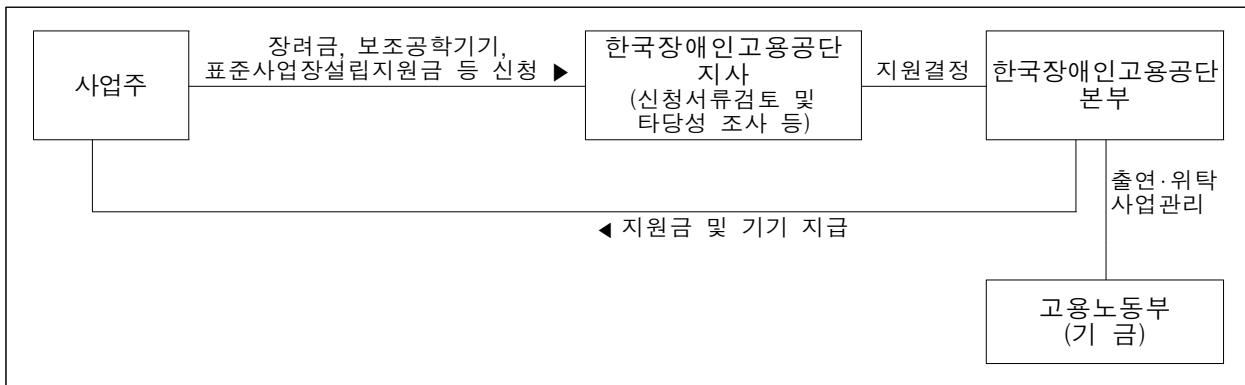 사업주
장려금, 보조공학기기,
표준사업장설립지원금 등 신청 ▶
한국장애인고용공단
지사
(신청서류검토 및
타당성 조사 등)
지원결정
한국장애인고용공단
본부
출연·위탁
사업관리
◀ 지원금 및 기기 지급
고용노동부
(기 금)